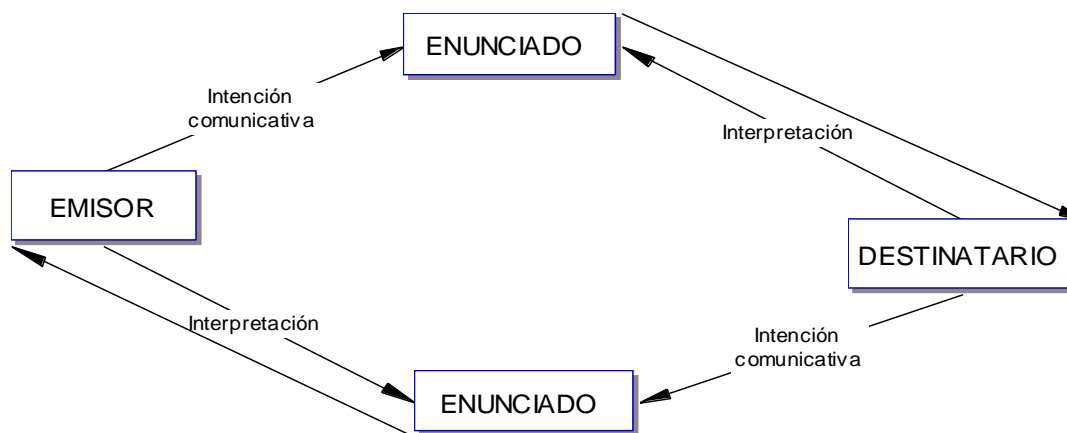 ENUNCIADO
Intención
comunicativa
Interpretación
EMISOR
DESTINATARIO
Interpretación
Intención
comunicativa
ENUNCIADO